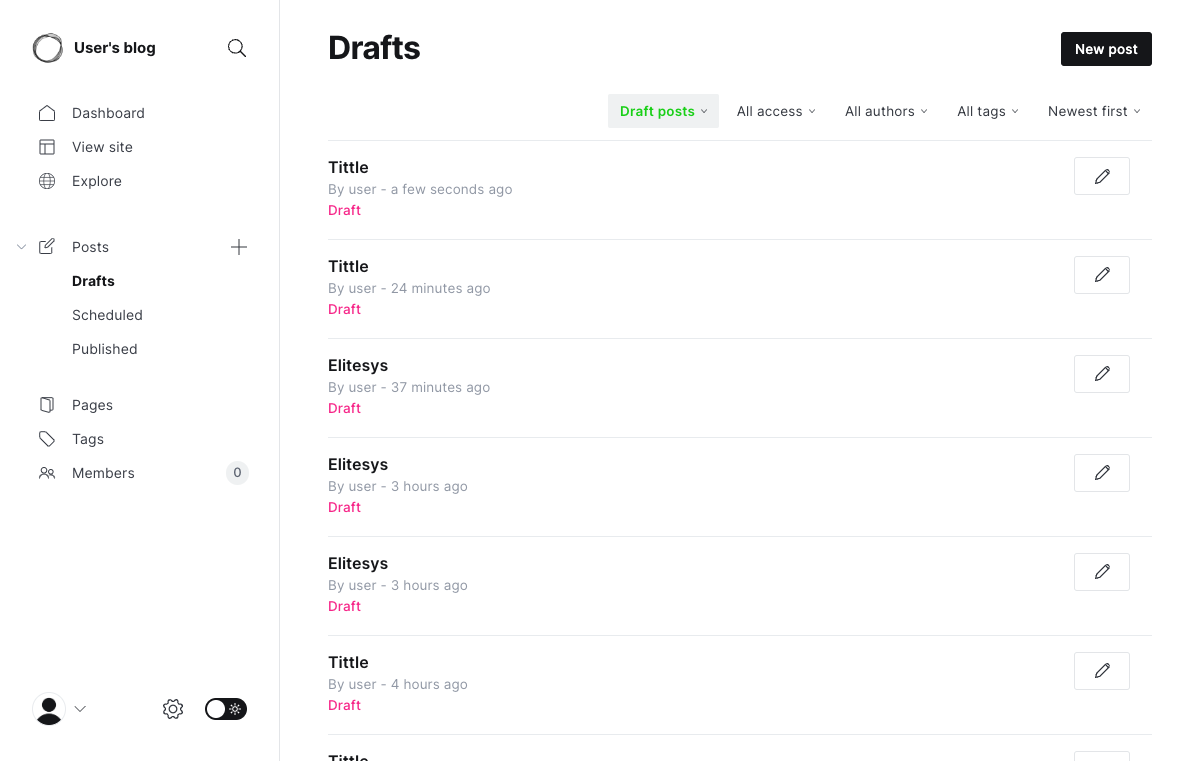 User's blog
Dashboard
View site
Explore
Posts
Drafts
Scheduled
Published
Pages
Tags
Members 0
Drafts
New post
Draft posts All access All authors All tags Newest first
Tittle
By user - a few seconds ago
Draft
Tittle
By user - 24 minutes ago
Draft
Elitesys
By user - 37 minutes ago
Draft
Elitesys
By user - 3 hours ago
Draft
Elitesys
By user - 3 hours ago
Draft
Tittle
By user - 4 hours ago
Draft
Tittle